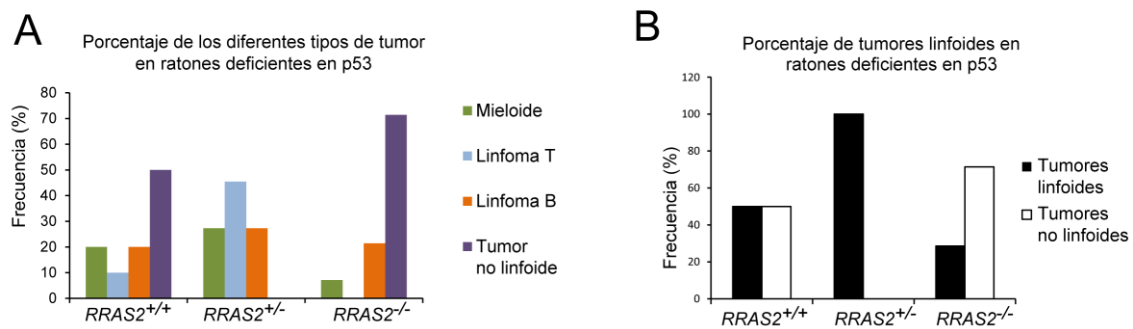 A
Porcentaje de los diferentes tipos de tumor
en ratones deficientes en p53
Frecuencia (%)
80
70
60
50
40
30
20
10
0
RRAS2+/+
RRAS2+/-
RRAS2-/-
Mieloide
Linfoma T
Linfoma B
Tumor
no linfoide
B
Porcentaje de tumores linfoides en
ratones deficientes en p53
Frecuencia (%)
120
100
80
60
40
20
0
RRAS2+/+
RRAS2+/-
RRAS2-/-
Tumores
linfoides
Tumores
no linfoides